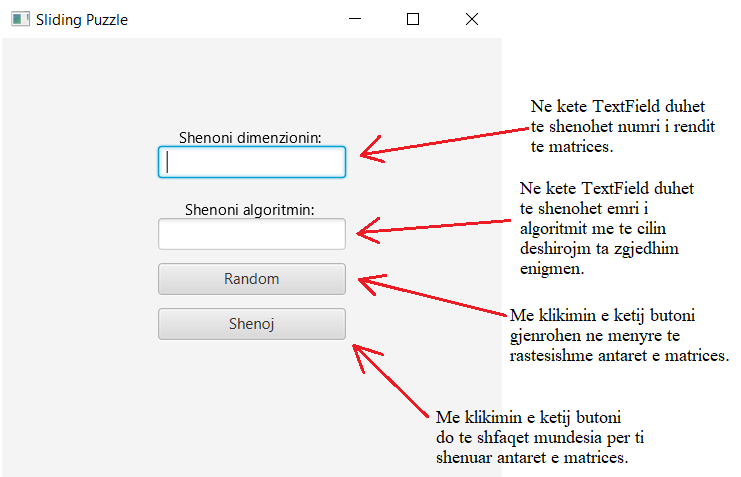 Sliding Puzzle
Shenoni dimenzionin:
Shenoni algoritmin:
Random
Shenoj
Ne kete TextField duhet
te shenohet numri i rendit
te matrices.
Ne kete TextField duhet
te shenohet emri i
algoritmit me te cilin
deshirojm ta zgjedhim
enigmen.
Me klikimin e ketij butoni
gjenrohen ne menyre te
rastesishme antaret e matrices.
Me klikimin e ketij butoni
do te shfaqet mundesia per ti
shenuar antaret e matrices.